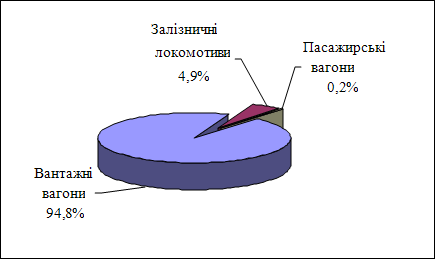 Залізничні
локомотиви
4,9%
Пасажирські
вагони
0,2%
Вантажні
вагони
94,8%